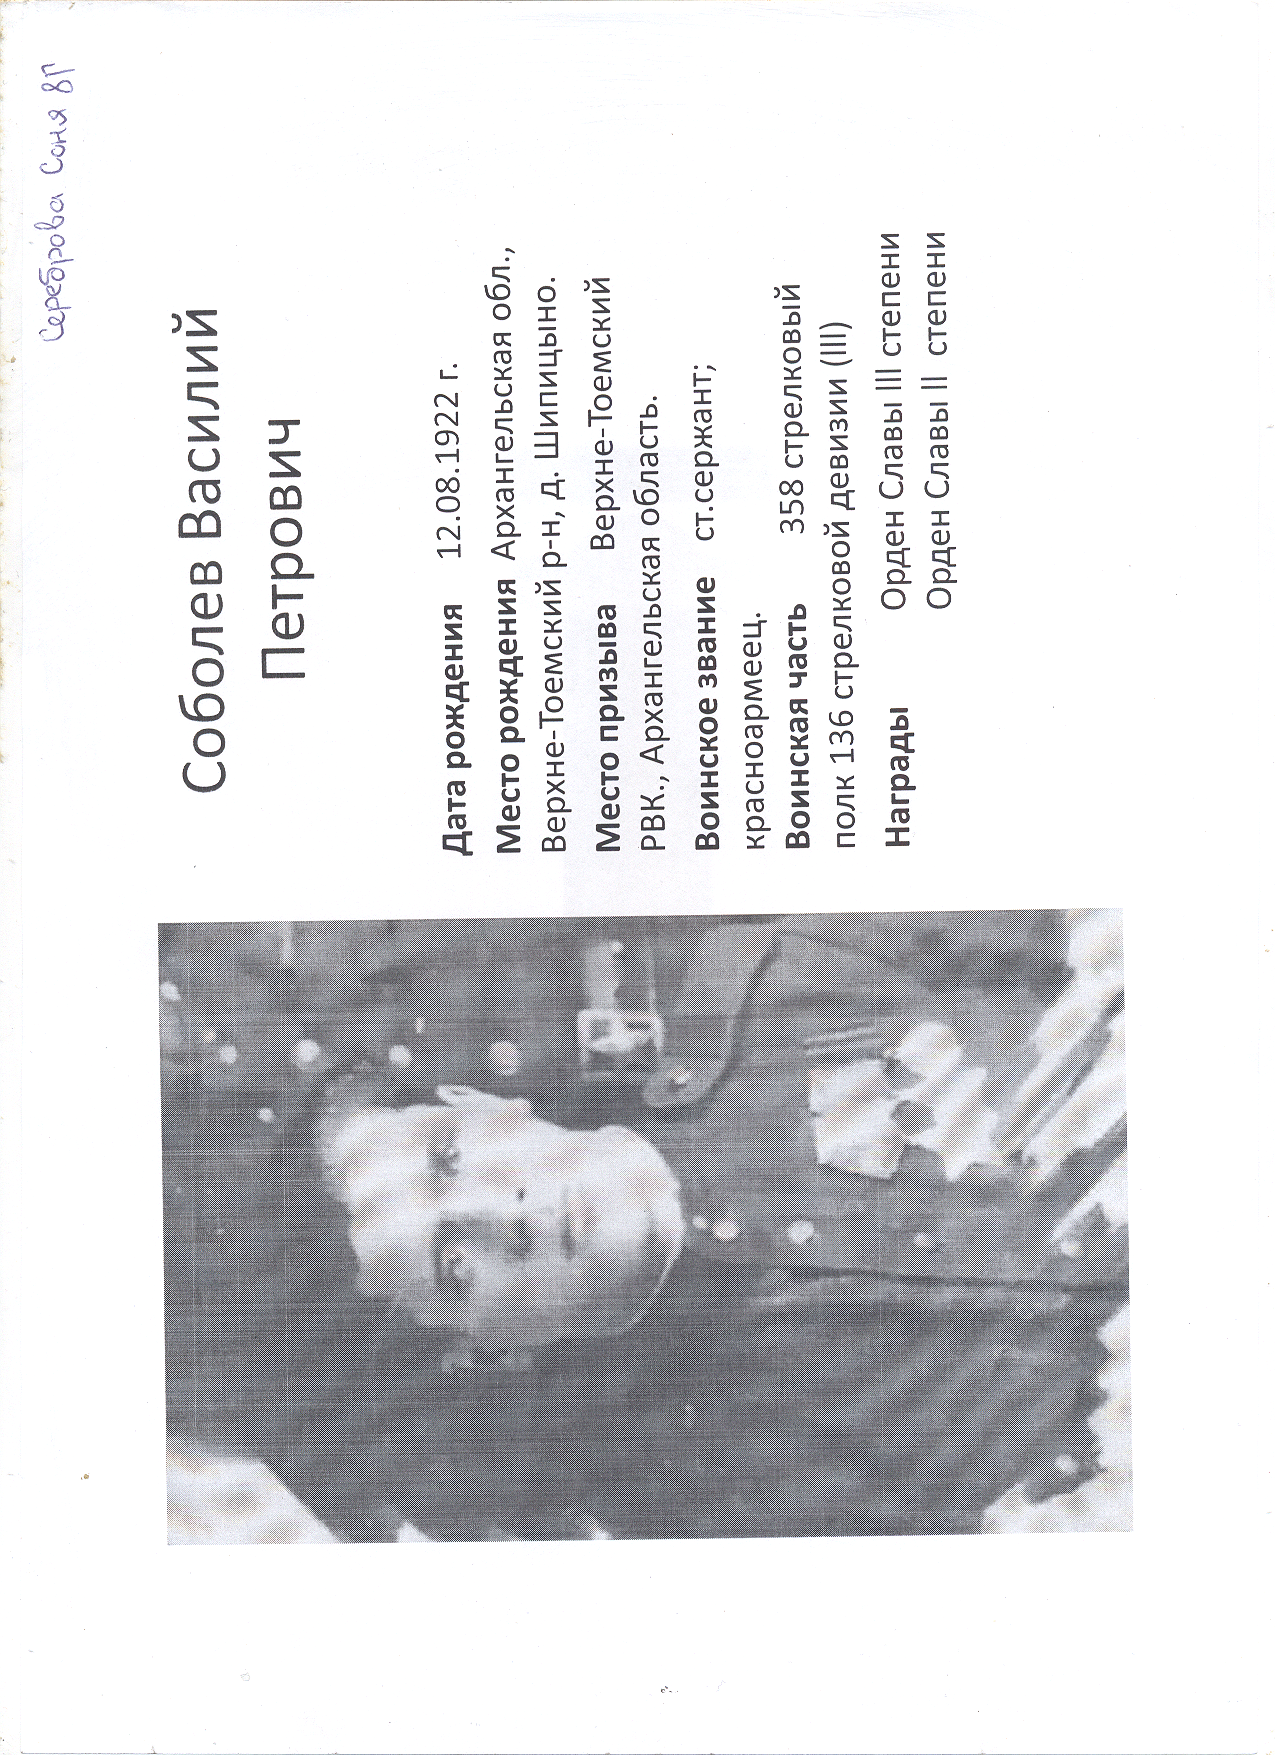 Сереброва Соня 8Г
Соболев Василий
Петрович
Дата рождения 12.08.1922 г.
Место рождения Архангельская обл.,
Верхне-Тоемский р-н, д. Шипицыно.
Место призыва Верхне-Тоемский
РВК., Архангельская область.
Воинское звание ст.сержант;
красноармеец.
Воинская часть 358 стрелковый
полк 136 стрелковой девизии (IIII)
Награды Орден Славы III степени
Орден Славы II степени